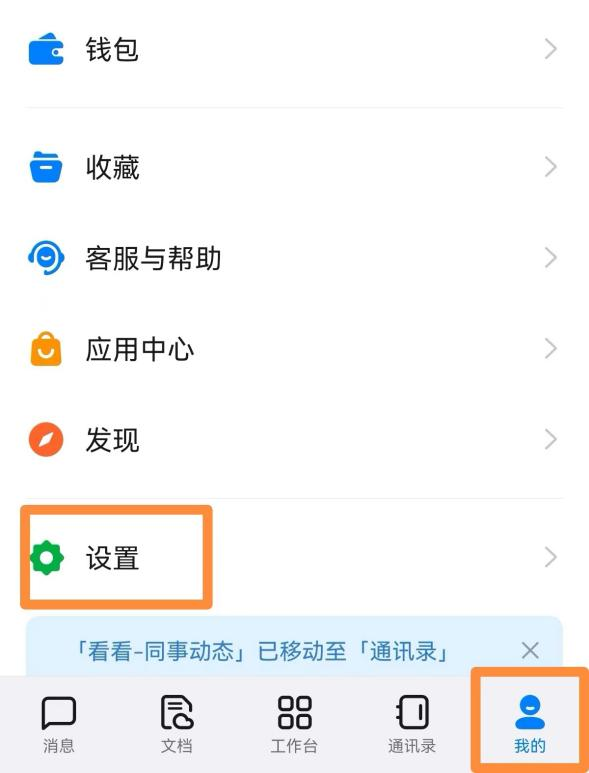 钱包
收藏
客服与帮助
应用中心
发现
设置
「看看-同事动态」已移动至「通讯录」
消息
文档
工作台
通讯录
我的